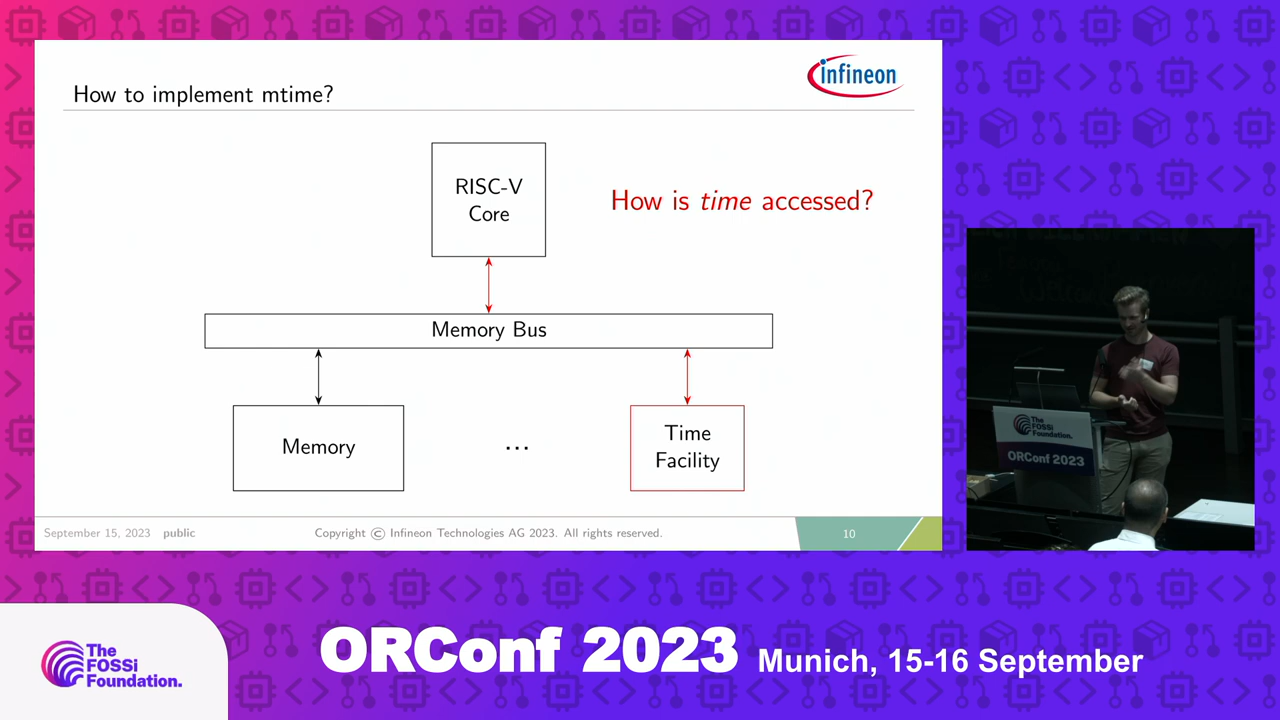 How to implement mtime?
infineon
RISC-V
Core
How is time accessed?
Memory Bus
Memory
...
Time
Facility
September 15, 2023 public
Copyright © Infineon Technologies AG 2023. All rights reserved.
10
The
FOSSi
Foundation.
ORConf 2023
The
FOSSi
Foundation.
ORConf 2023
Munich, 15-16 September